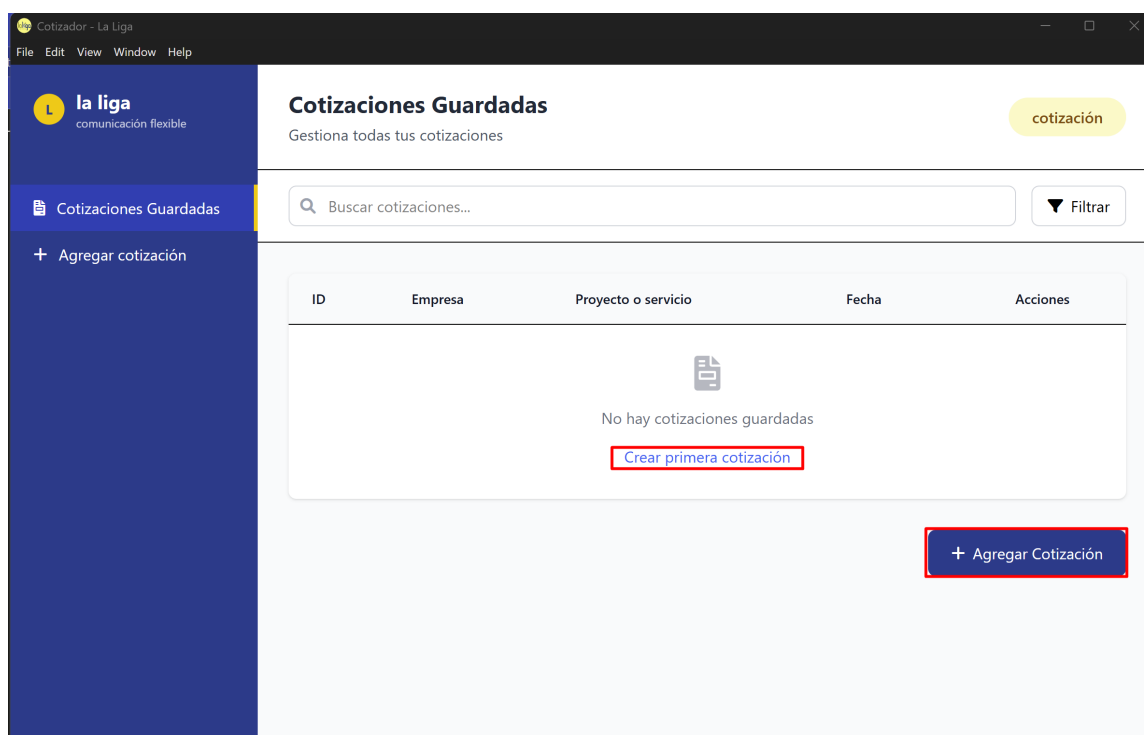 Cotizador - La Liga
File Edit View Window Help
L
la liga
comunicación flexible
Cotizaciones Guardadas
Agregar cotización
Cotizaciones Guardadas
Gestiona todas tus cotizaciones
cotización
Buscar cotizaciones...
Filtrar
ID Empresa Proyecto o servicio Fecha Acciones
No hay cotizaciones guardadas
Crear primera cotización
+ Agregar Cotización